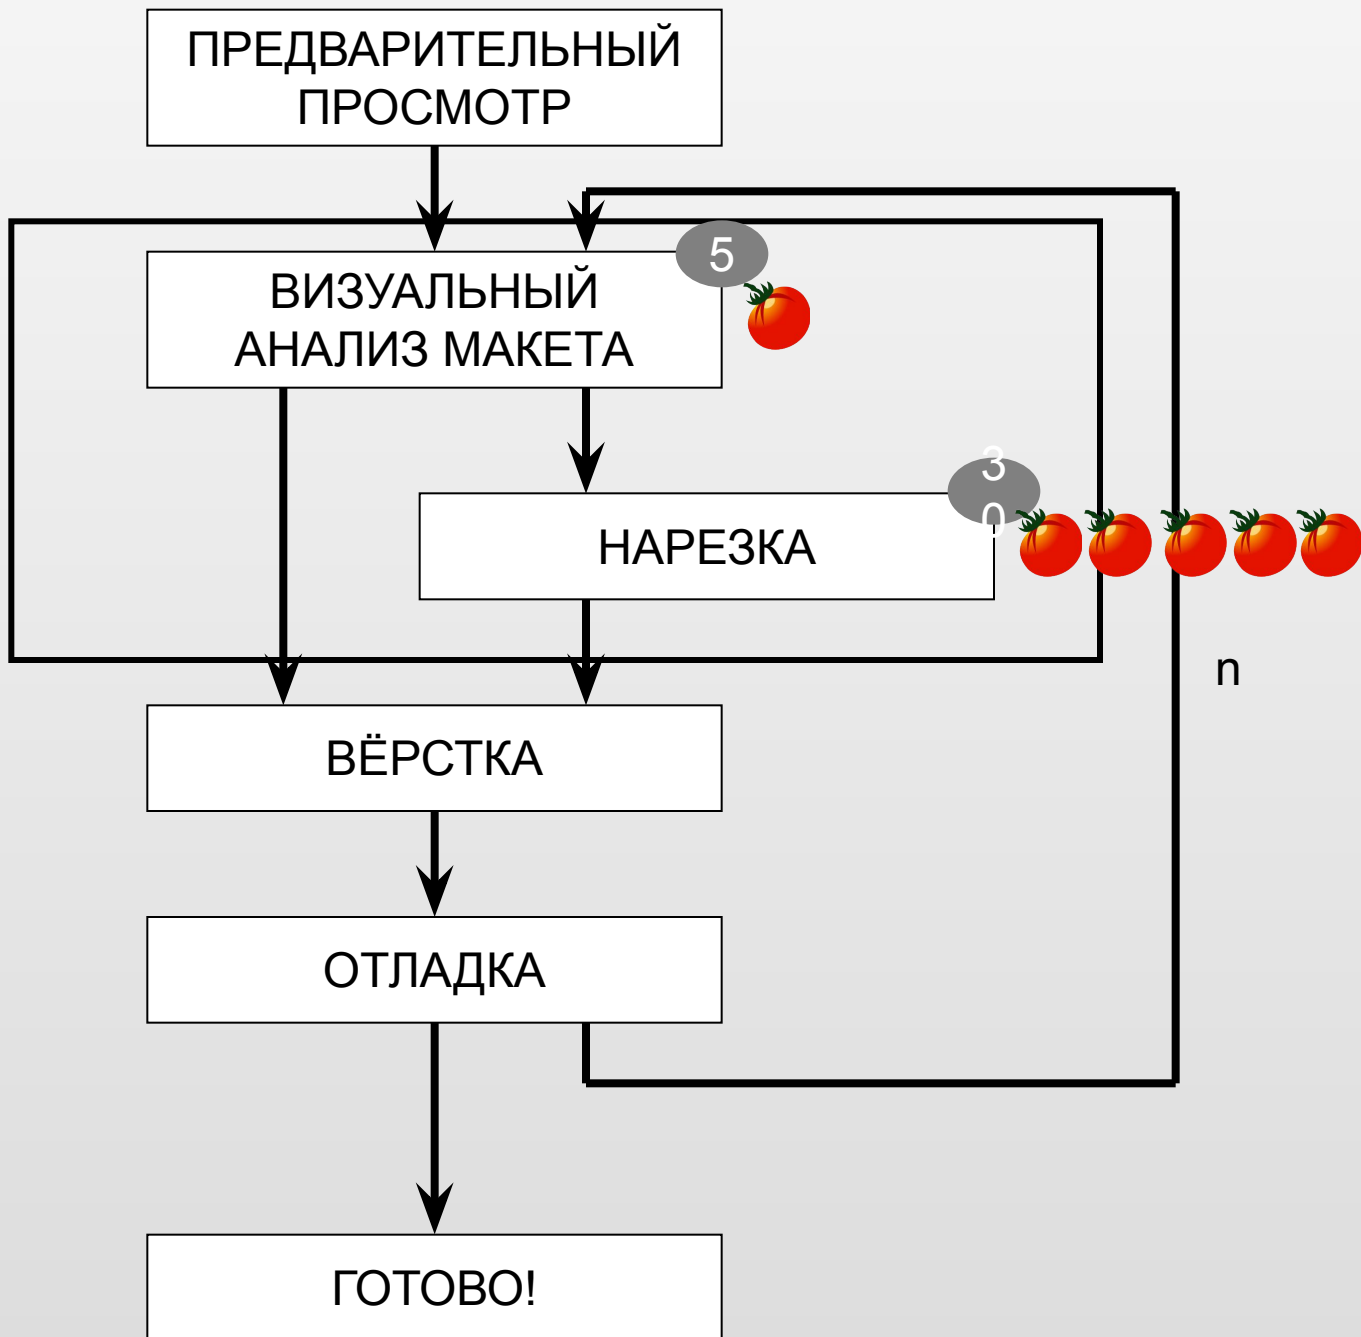 ПРЕДВАРИТЕЛЬНЫЙ
ПРОСМОТР
5
ВИЗУАЛЬНЫЙ
АНАЛИЗ МАКЕТА
3
0
НАРЕЗКА
n
ВЁРСТКА
ОТЛАДКА
ГОТОВО!